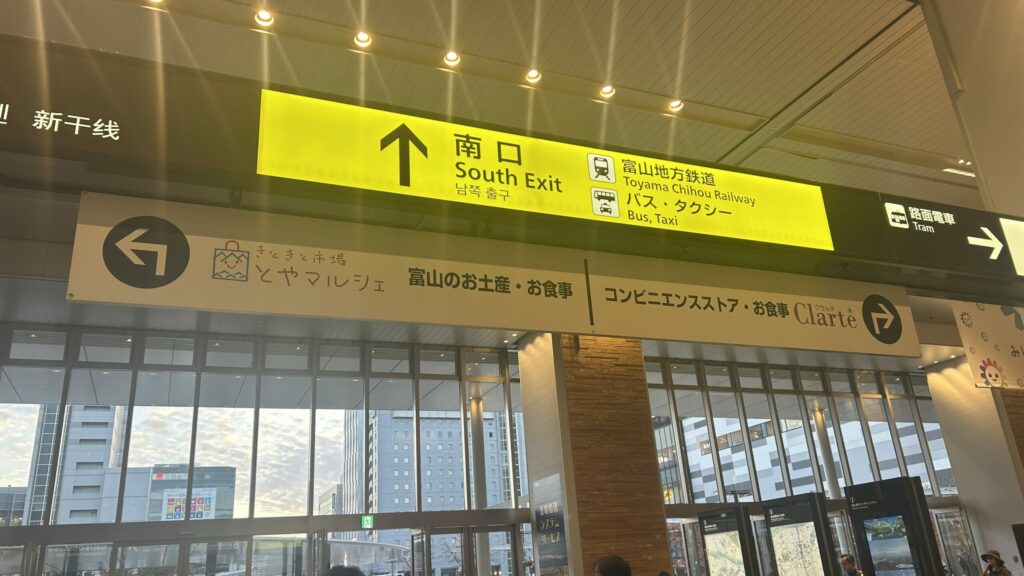 新干线
南口
South Exit
남쪽 출구
富山地方鉄道
Toyama Chihou Railway
バス・タクシー
Bus, Taxi
路面電車
Tram
きときと市場
とやマルシェ
富山のお土産・お食事
コンビニエンスストア・お食事
クラルテ
Clarté